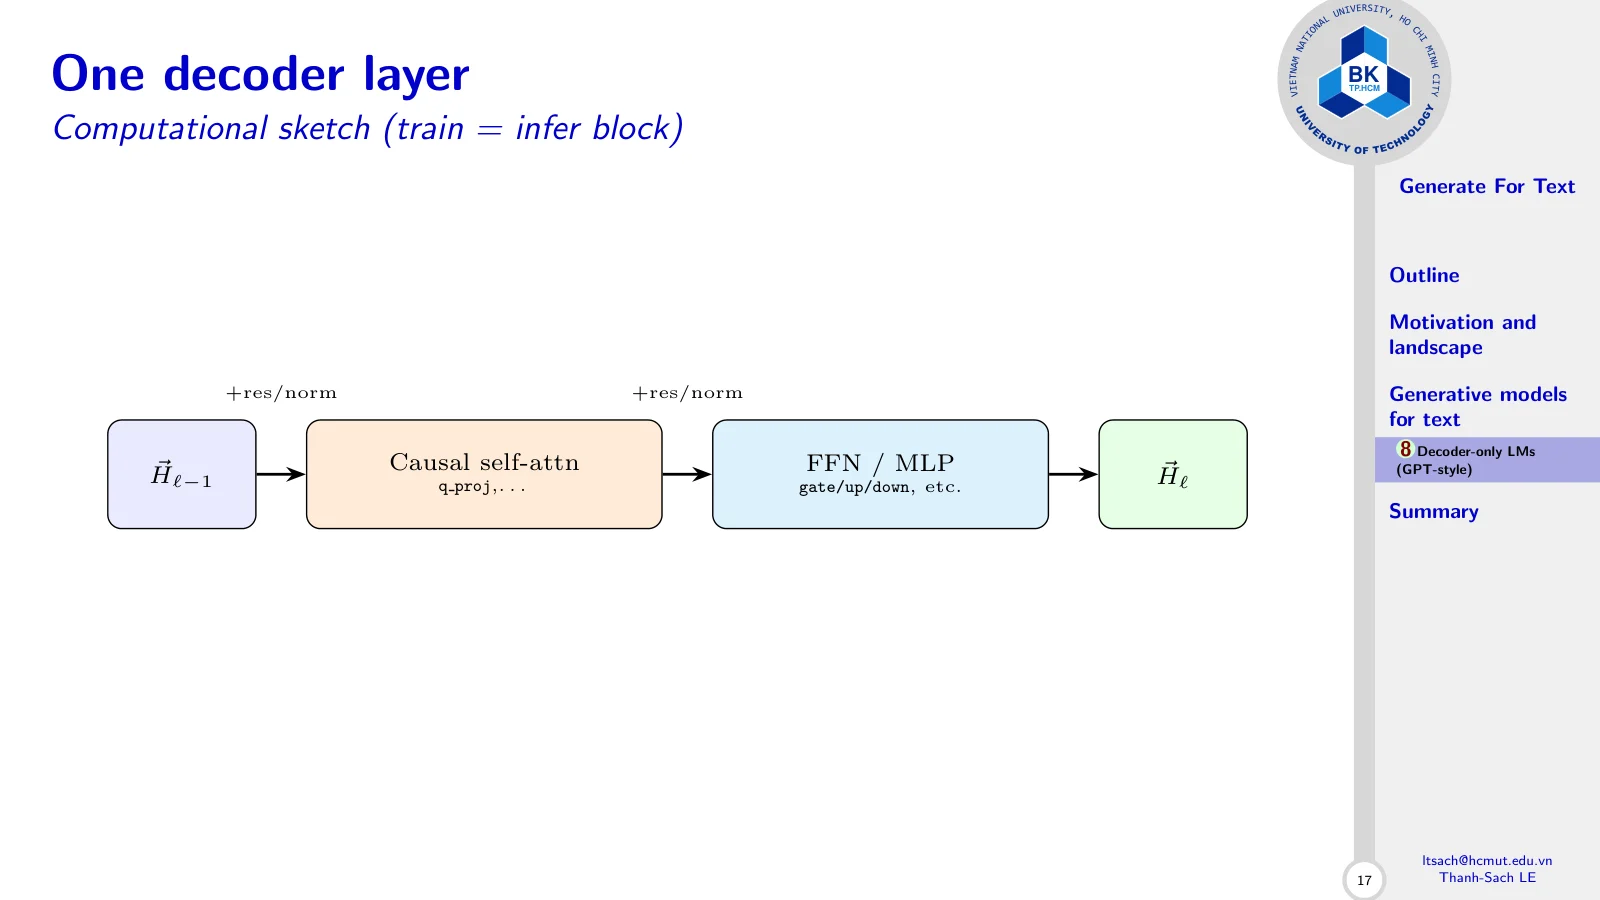 One decoder layer
Computational sketch (train = infer block)
+res/norm
+res/norm
H⃗ℓ−1
Causal self-attn
q_proj,...
FFN / MLP
gate/up/down, etc.
H⃗ℓ
VIETNAM NATIONAL UNIVERSITY, HO CHI MINH CITY
BK
TP.HCM
UNIVERSITY OF TECHNOLOGY
Generate For Text
Outline
Motivation and
landscape
Generative models
for text
8 Decoder-only LMs
(GPT-style)
Summary
ltsach@hcmut.edu.vn
Thanh-Sach LE
17